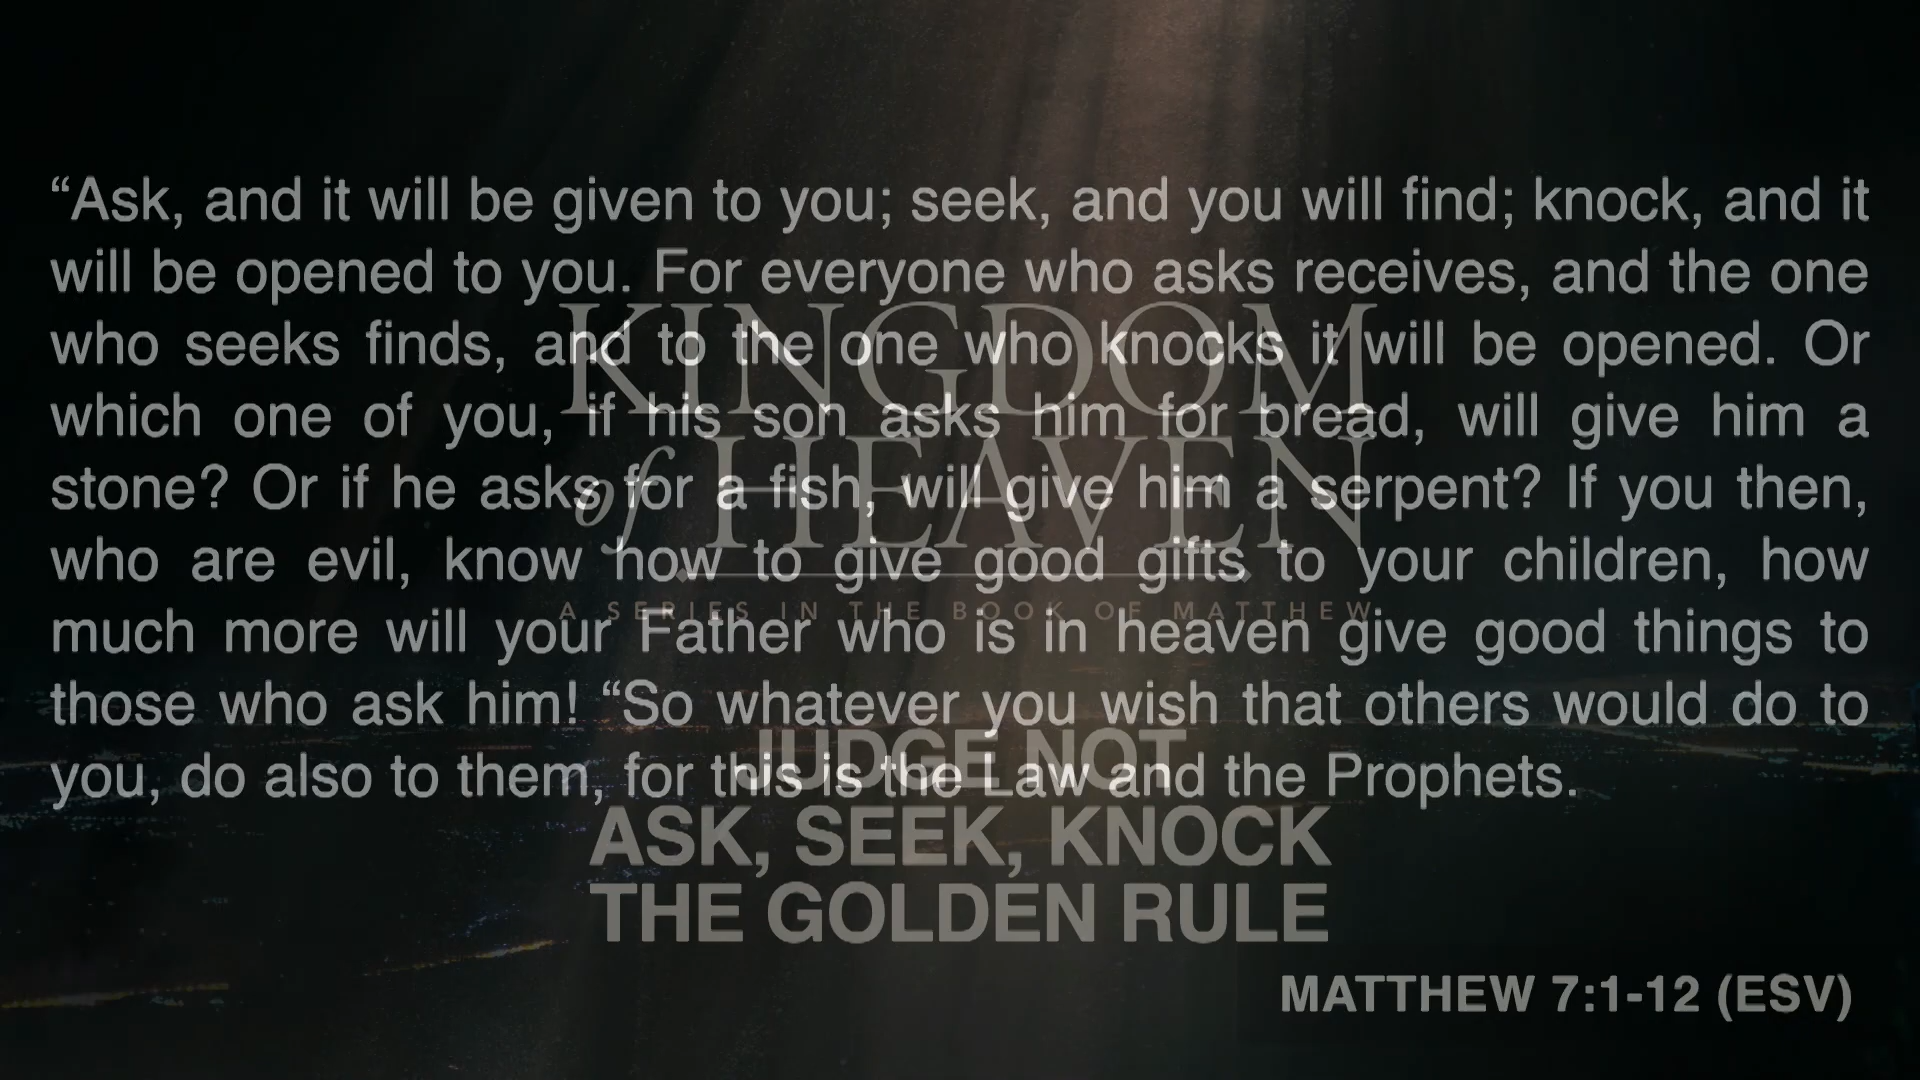 “Ask, and it will be given to you; seek, and you will find; knock, and it
will be opened to you. For everyone who asks receives, and the one
who seeks finds, and to the one who knocks it will be opened. Or
which one of you, if his son asks him for bread, will give him a
stone? Or if he asks for a fish, will give him a serpent? If you then,
who are evil, know how to give good gifts to your children, how
much more will your Father who is in heaven give good things to
those who ask him! “So whatever you wish that others would do to
you, do also to them, for this is the Law and the Prophets.
KINGDOM
of HEAVEN
A SERIES IN THE BOOK OF MATTHEW
JUDGE NOT
ASK, SEEK, KNOCK
THE GOLDEN RULE
MATTHEW 7:1-12 (ESV)